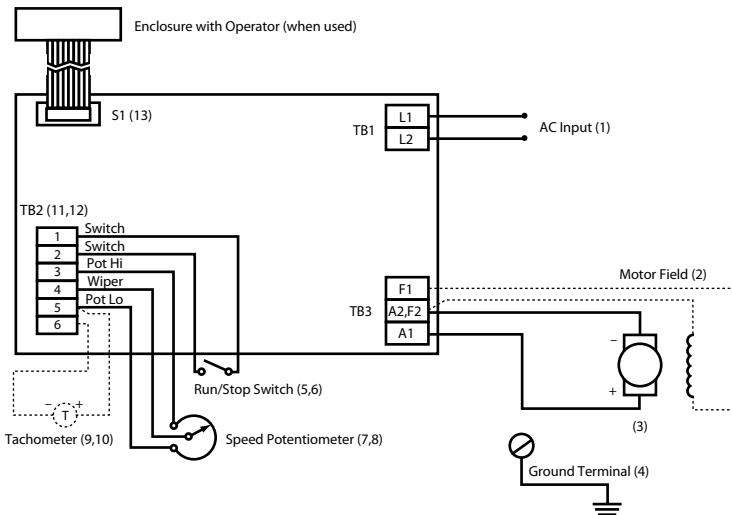 Enclosure with Operator (when used)
S1 (13)
TB1
L1
L2
AC Input (1)
TB2 (11,12)
1
2
3
4
5
6
Switch
Switch
Pot Hi
Wiper
Pot Lo
TB3
F1
A2,F2
A1
Motor Field (2)
–
+
(3)
Run/Stop Switch (5,6)
–
T
+
Tachometer (9,10)
Speed Potentiometer (7,8)
Ground Terminal (4)